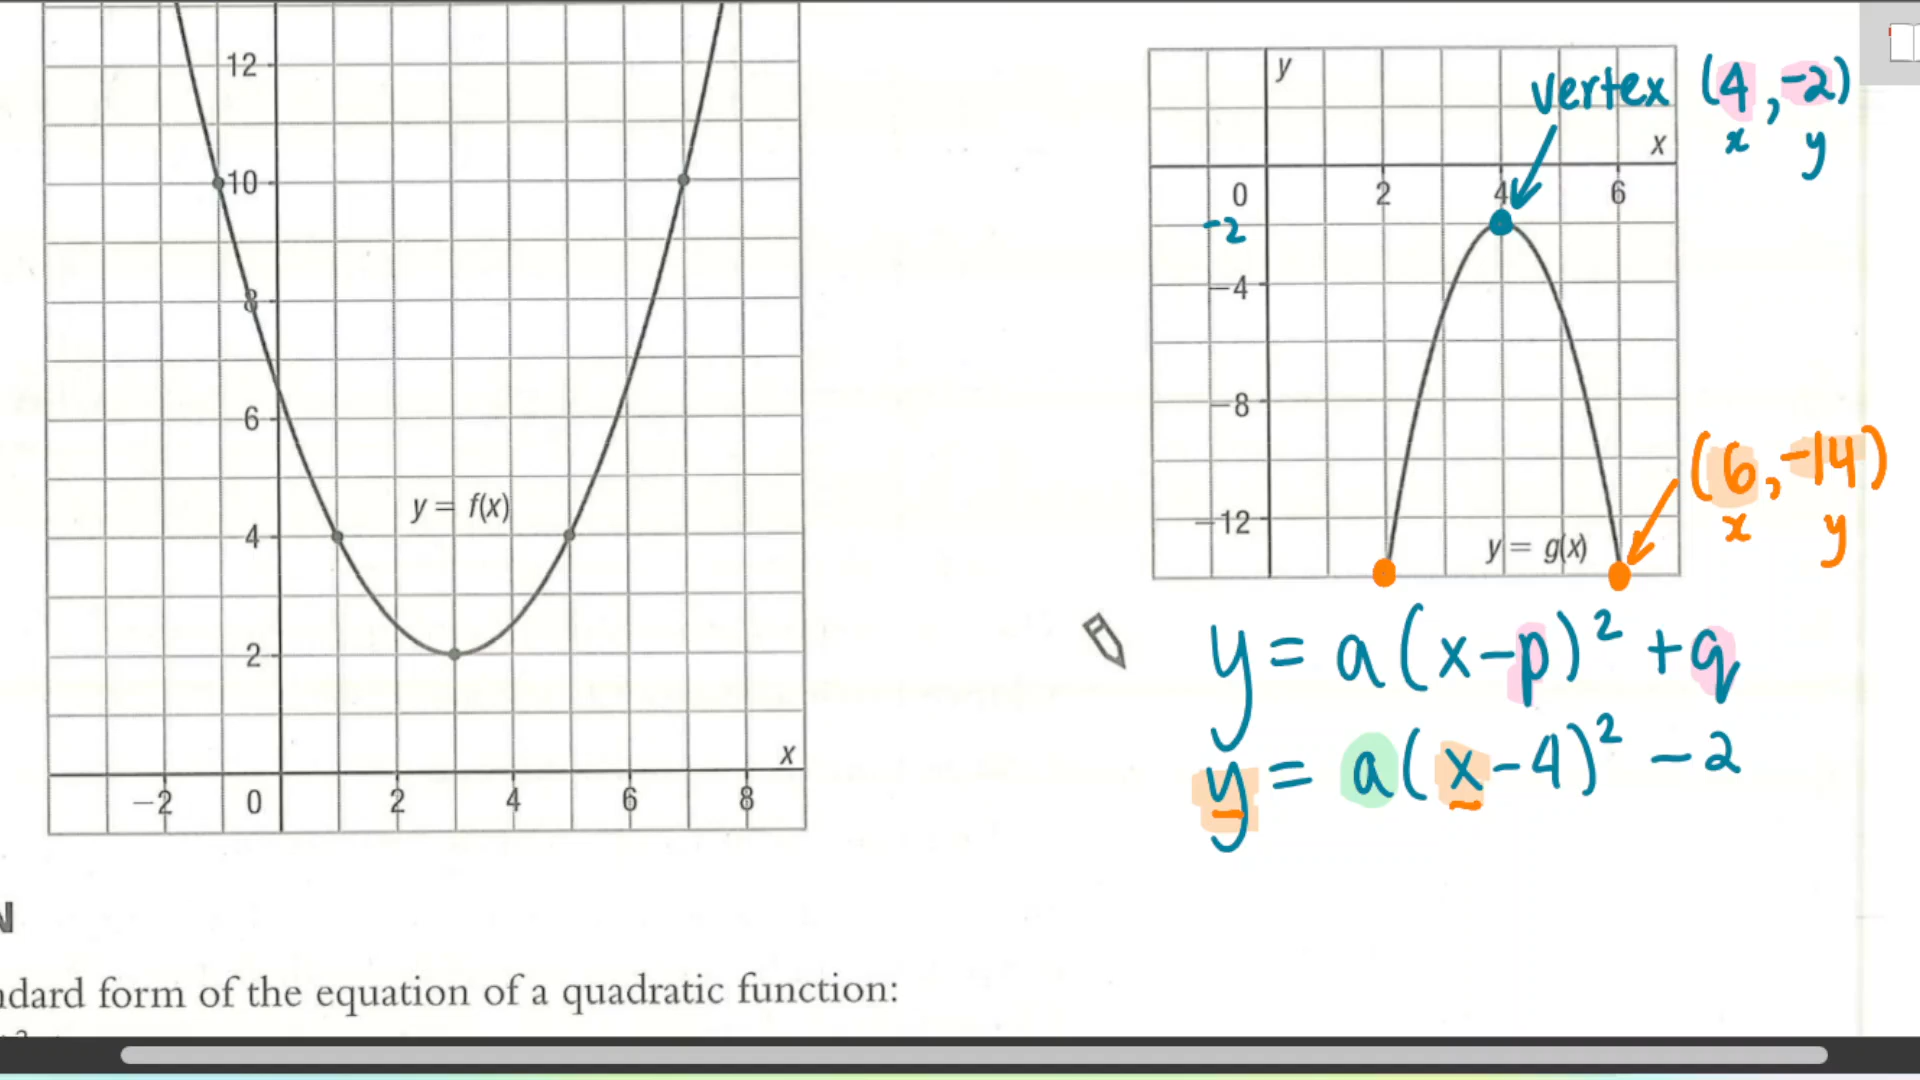 12
10
8
6
4
2
y = f(x)
x
−2 0 2 4 6 8
y
vertex (4, -2)
x y
x
0 2 4 6
-2
−4
−8
−12
(6, -14)
x y
y = g(x)
y = a(x-p)² + q
y = a(x-4)² - 2
N
ndard form of the equation of a quadratic function: